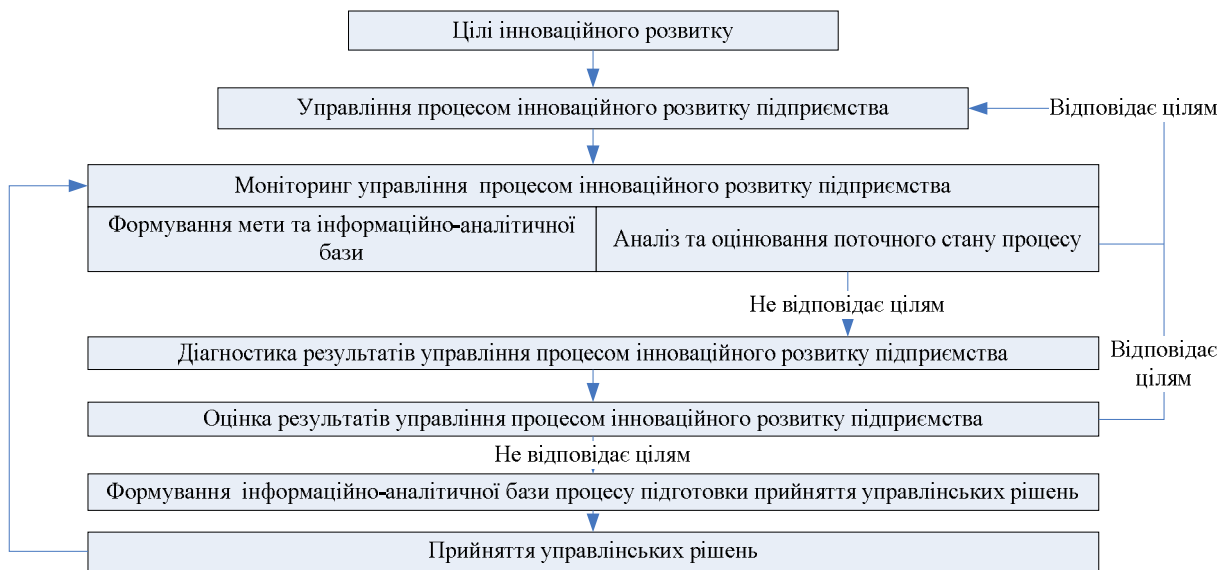 Цілі інноваційного розвитку
Управління процесом інноваційного розвитку підприємства
Відповідає цілям
Моніторинг управління процесом інноваційного розвитку підприємства
Формування мети та інформаційно-аналітичної
бази
Аналіз та оцінювання поточного стану процесу
Не відповідає цілям
Діагностика результатів управління процесом інноваційного розвитку підприємства
Відповідає
цілям
Оцінка результатів управління процесом інноваційного розвитку підприємства
Не відповідає цілям
Формування інформаційно-аналітичної бази процесу підготовки прийняття управлінських рішень
Прийняття управлінських рішень